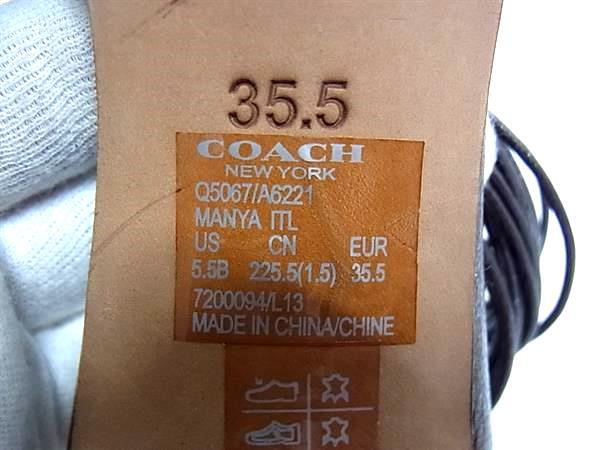 35.5
COACH
NEW YORK
Q5067/A6221
MANYA ITL
US CN EUR
5.5B 225.5(1.5) 35.5
7200094/L13
MADE IN CHINA/CHINE